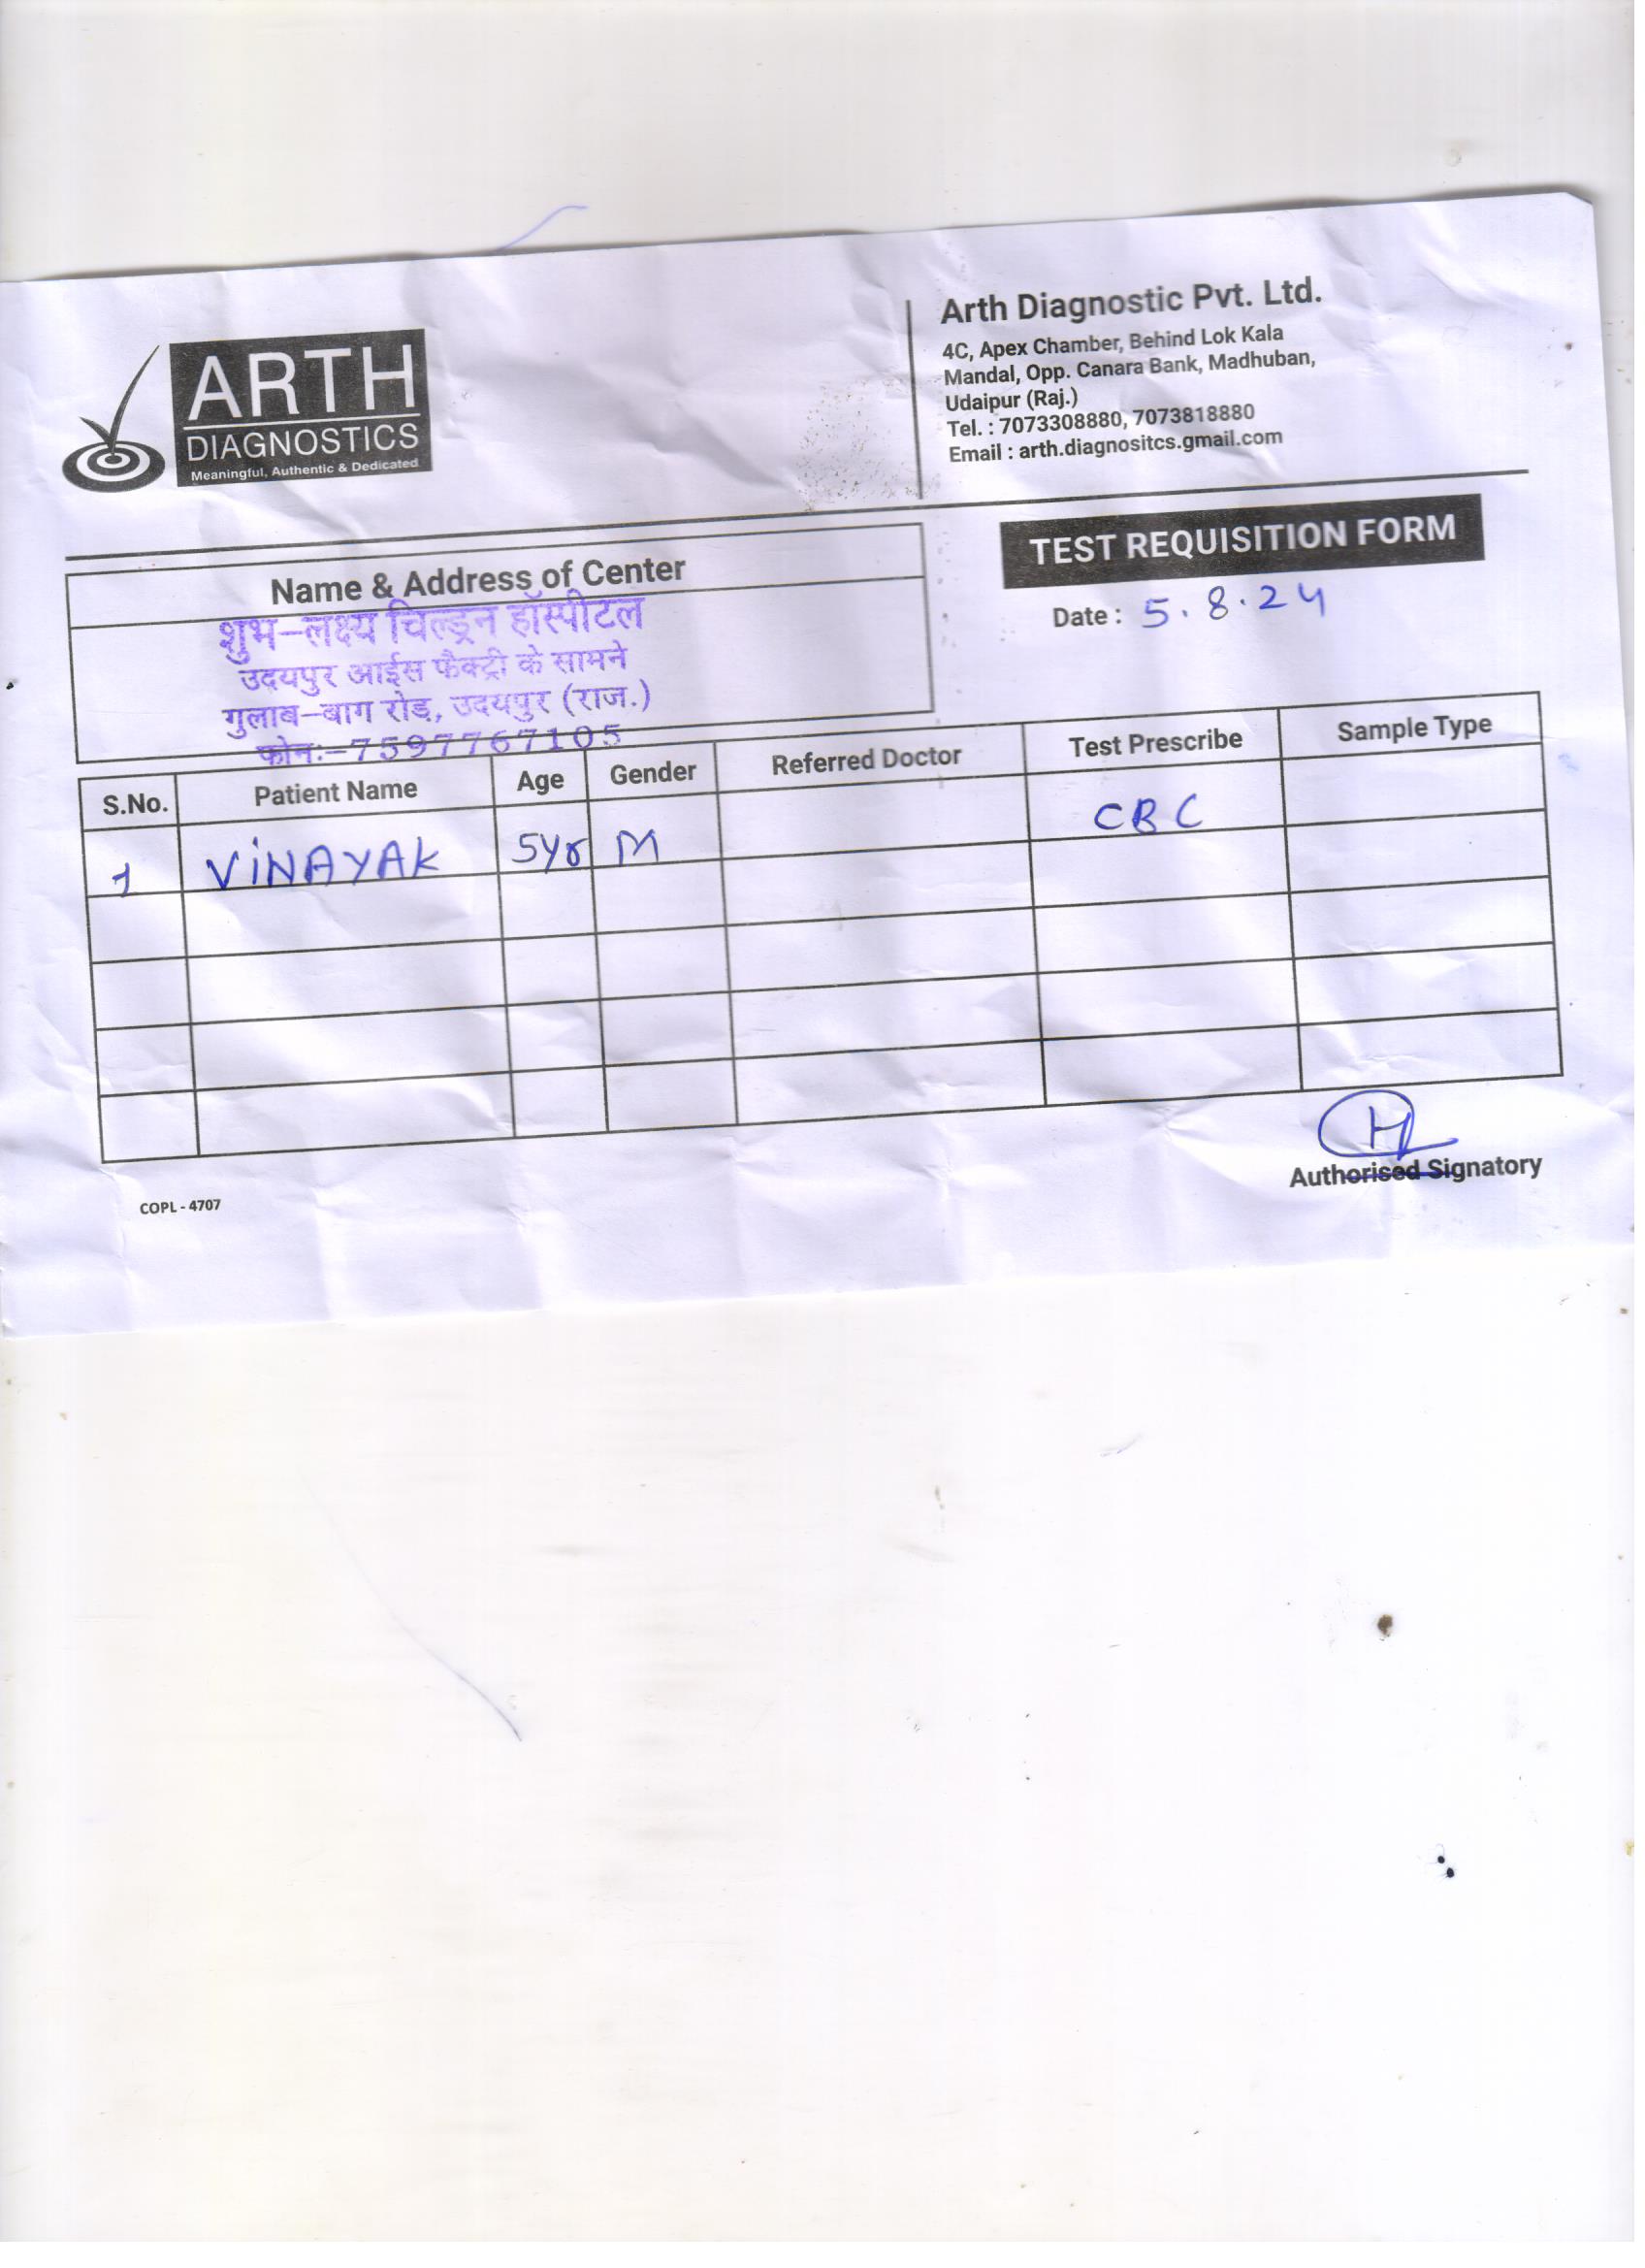 ARTH
DIAGNOSTICS
Meaningful, Authentic & Dedicated
Arth Diagnostic Pvt. Ltd.
4C, Apex Chamber, Behind Lok Kala
Mandal, Opp. Canara Bank, Madhuban,
Udaipur (Raj.)
Tel. : 7073308880, 7073818880
Email : arth.diagnositcs.gmail.com
TEST REQUISITION FORM
Date : 5.8.24
Name & Address of Center
शुभ-लक्ष्य चिल्ड्रन हॉस्पीटल
उदयपुर आईस फैक्ट्री के सामने
गुलाब-बाग रोड, उदयपुर (राज.)
फोन:-7597767105
S.No. Patient Name Age Gender Referred Doctor Test Prescribe Sample Type
1 ViNAYAK 5Yr M CBC
Authorised Signatory
COPL - 4707